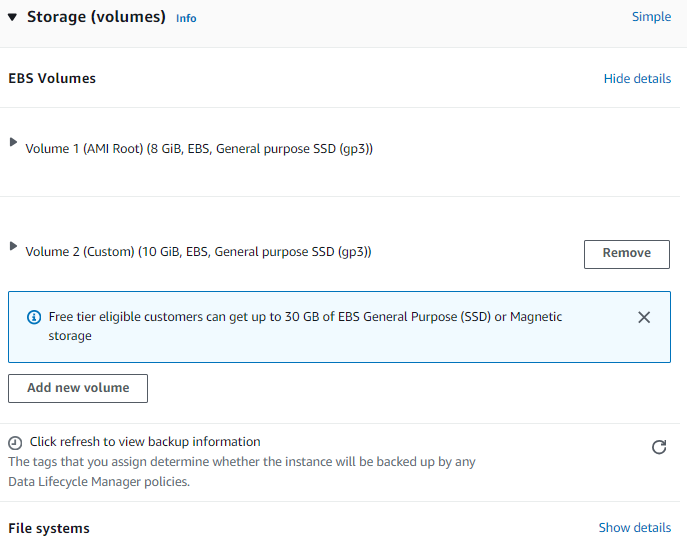 Storage (volumes) Info Simple
EBS Volumes Hide details
Volume 1 (AMI Root) (8 GiB, EBS, General purpose SSD (gp3))
Volume 2 (Custom) (10 GiB, EBS, General purpose SSD (gp3))
Remove
Free tier eligible customers can get up to 30 GB of EBS General Purpose (SSD) or Magnetic
storage
Add new volume
Click refresh to view backup information
The tags that you assign determine whether the instance will be backed up by any
Data Lifecycle Manager policies.
File systems Show details